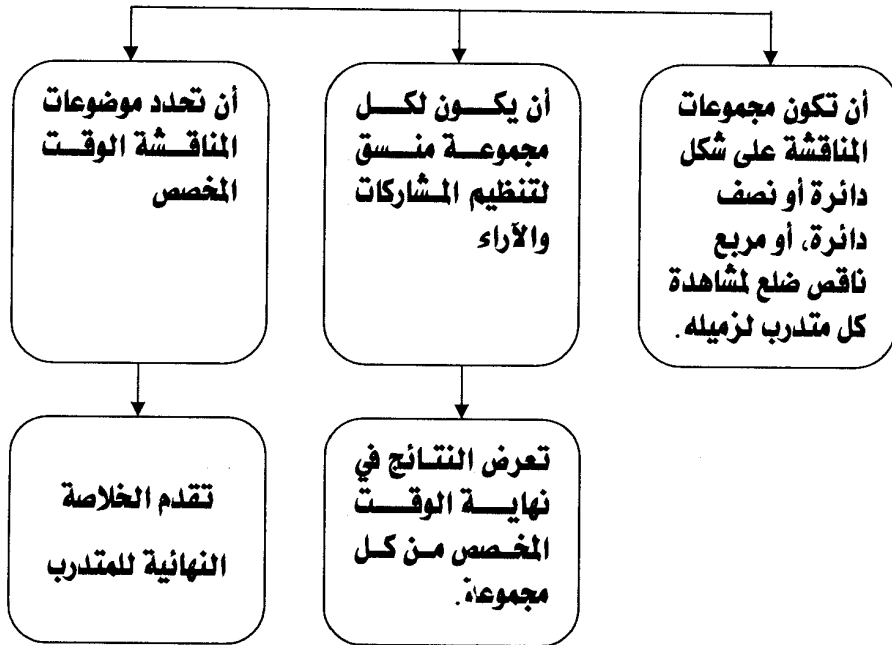 أن تكون مجموعات
المناقشة على شكل
دائرة أو نصف
دائرة، أو مربع
ناقص ضلع لمشاهدة
كل متدرب لزميله.
أن يكون لكل
مجموعة منسق
لتنظيم المشاركات
والآراء
أن تحدد موضوعات
المناقشة الوقت
المخصص
تعرض النتائج في
نهاية الوقت
المخصص من كل
مجموعة.
تقدم الخلاصة
النهائية للمتدرب